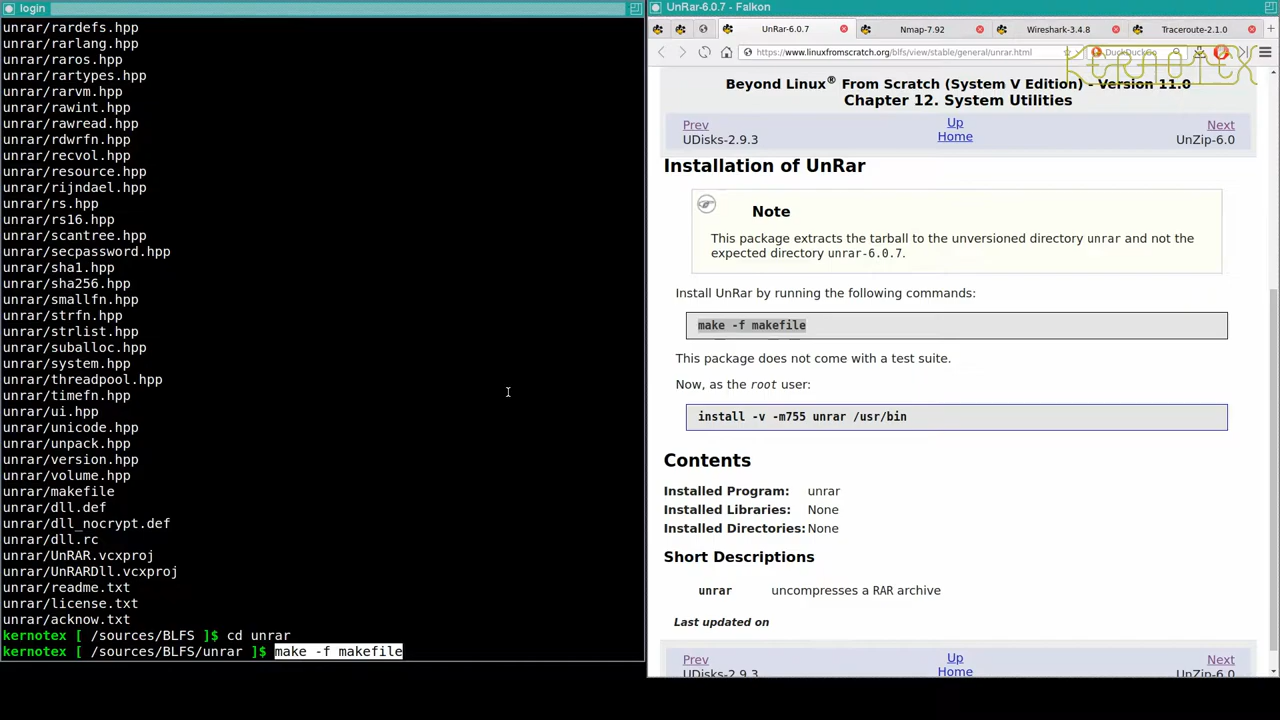 login
unrar/rardefs.hpp
unrar/rarlang.hpp
unrar/raros.hpp
unrar/rartypes.hpp
unrar/rarvm.hpp
unrar/rawint.hpp
unrar/rawread.hpp
unrar/rdwrfn.hpp
unrar/recvol.hpp
unrar/resource.hpp
unrar/rijndael.hpp
unrar/rs.hpp
unrar/rs16.hpp
unrar/scantree.hpp
unrar/secpassword.hpp
unrar/sha1.hpp
unrar/sha256.hpp
unrar/smallfn.hpp
unrar/strfn.hpp
unrar/strlist.hpp
unrar/suballoc.hpp
unrar/system.hpp
unrar/threadpool.hpp
unrar/timefn.hpp
unrar/ui.hpp
unrar/unicode.hpp
unrar/unpack.hpp
unrar/version.hpp
unrar/volume.hpp
unrar/makefile
unrar/dll.def
unrar/dll_nocrypt.def
unrar/dll.rc
unrar/UnRAR.vcxproj
unrar/UnRARDll.vcxproj
unrar/readme.txt
unrar/license.txt
unrar/acknow.txt
kernotex [ /sources/BLFS ]$ cd unrar
kernotex [ /sources/BLFS/unrar ]$ make -f makefile
UnRar-6.0.7 - Falkon
UnRar-6.0.7 Nmap-7.92 Wireshark-3.4.8 Traceroute-2.1.0
https://www.linuxfromscratch.org/blfs/view/stable/general/unrar.html DuckDuckGo
KERNOTEX
Beyond Linux® From Scratch (System V Edition) - Version 11.0
Chapter 12. System Utilities
Prev Up Next
UDisks-2.9.3 Home UnZip-6.0
Installation of UnRar
Note
This package extracts the tarball to the unversioned directory unrar and not the
expected directory unrar-6.0.7.
Install UnRar by running the following commands:
make -f makefile
This package does not come with a test suite.
Now, as the root user:
install -v -m755 unrar /usr/bin
Contents
Installed Program: unrar
Installed Libraries: None
Installed Directories: None
Short Descriptions
unrar uncompresses a RAR archive
Last updated on
Prev Up Next
UDisks-2.9.3 Home UnZip-6.0